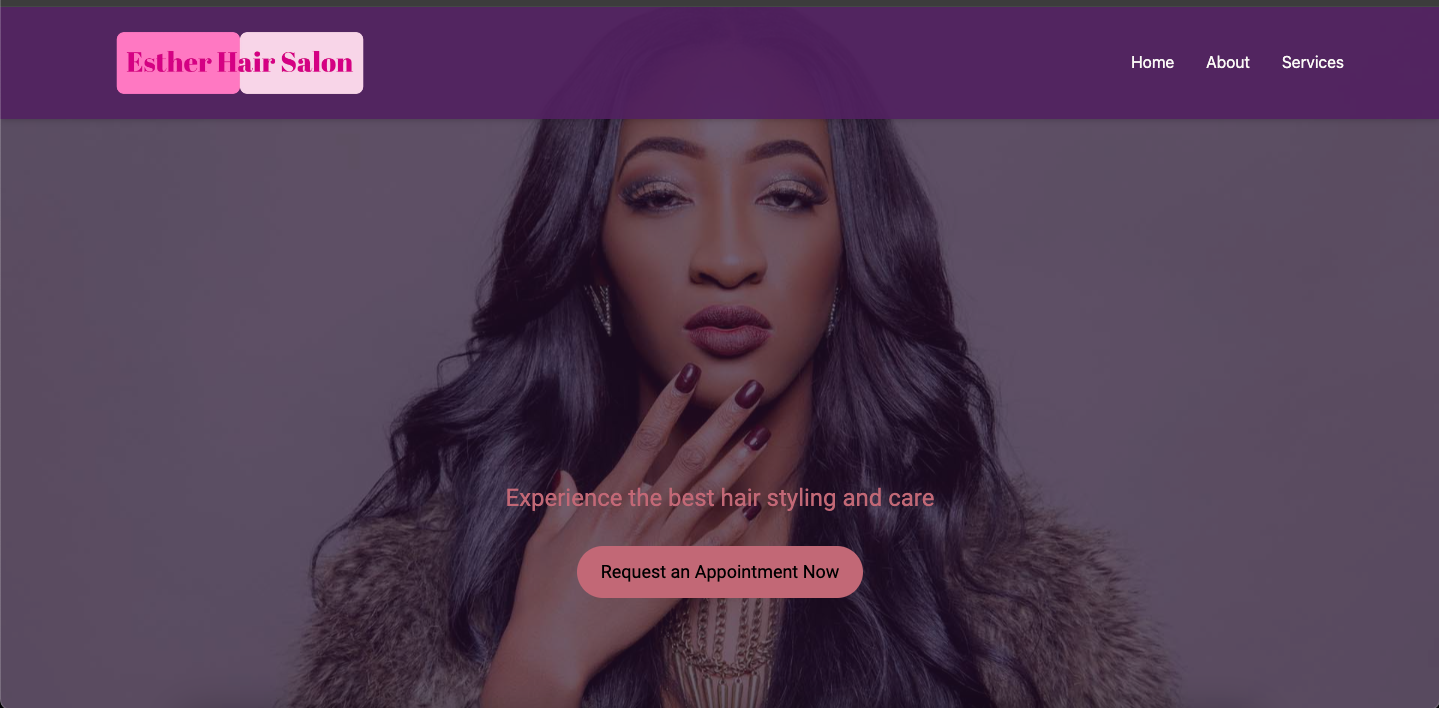 Esther Hair Salon
Home About Services
Experience the best hair styling and care
Request an Appointment Now